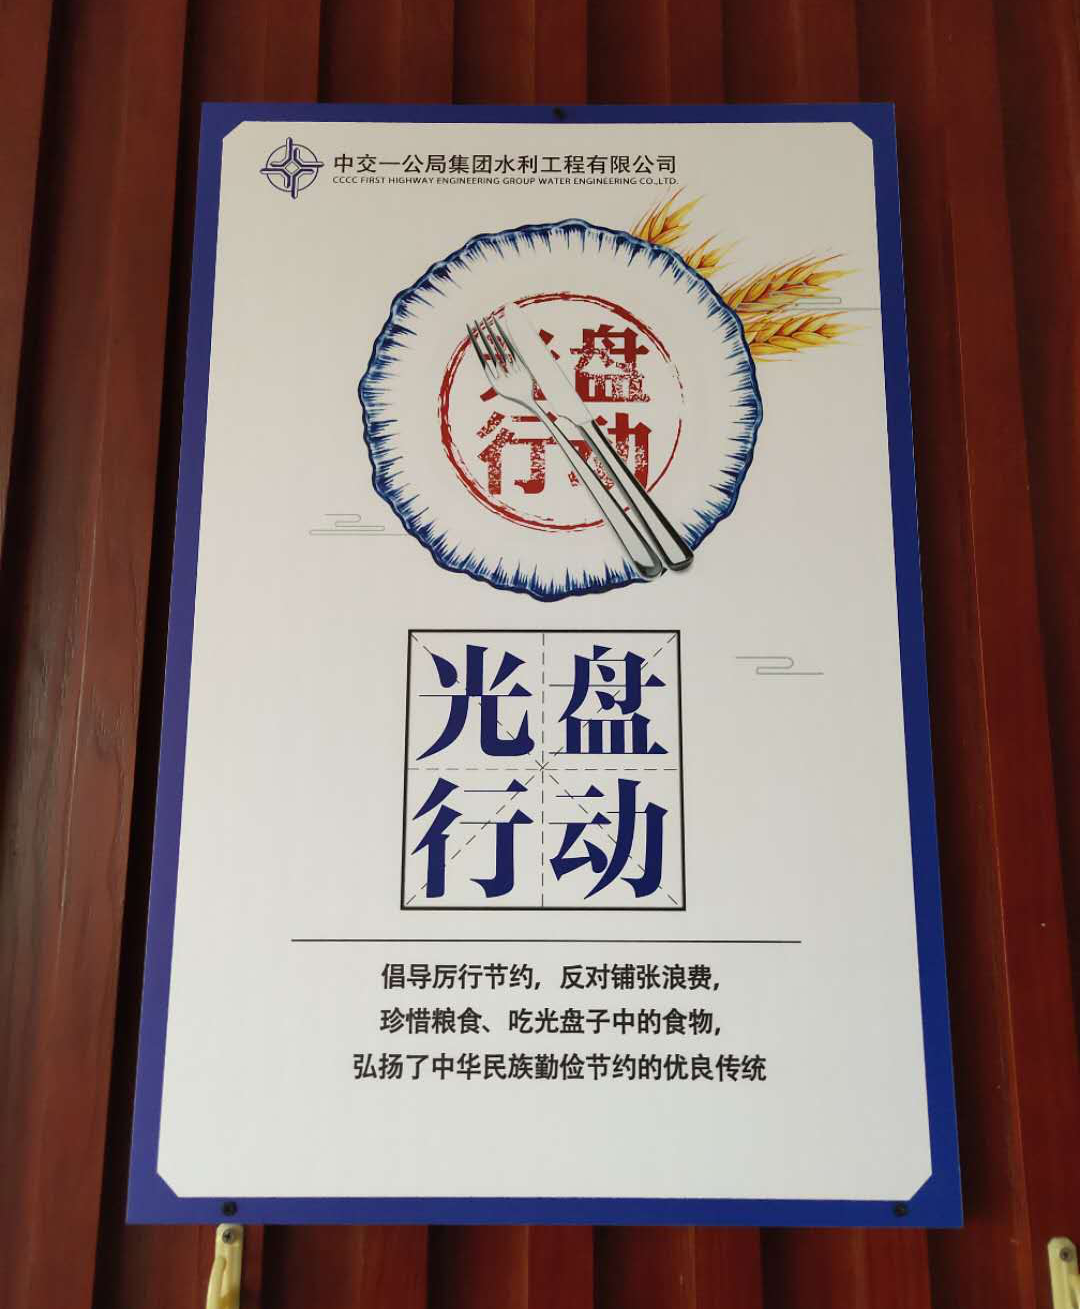 中交一公局集团水利工程有限公司
CCCC FIRST HIGHWAY ENGINEERING GROUP WATER ENGINEERING CO.,LTD.
光盘
行动
光盘
行动
倡导厉行节约，反对铺张浪费，
珍惜粮食、吃光盘子中的食物，
弘扬了中华民族勤俭节约的优良传统